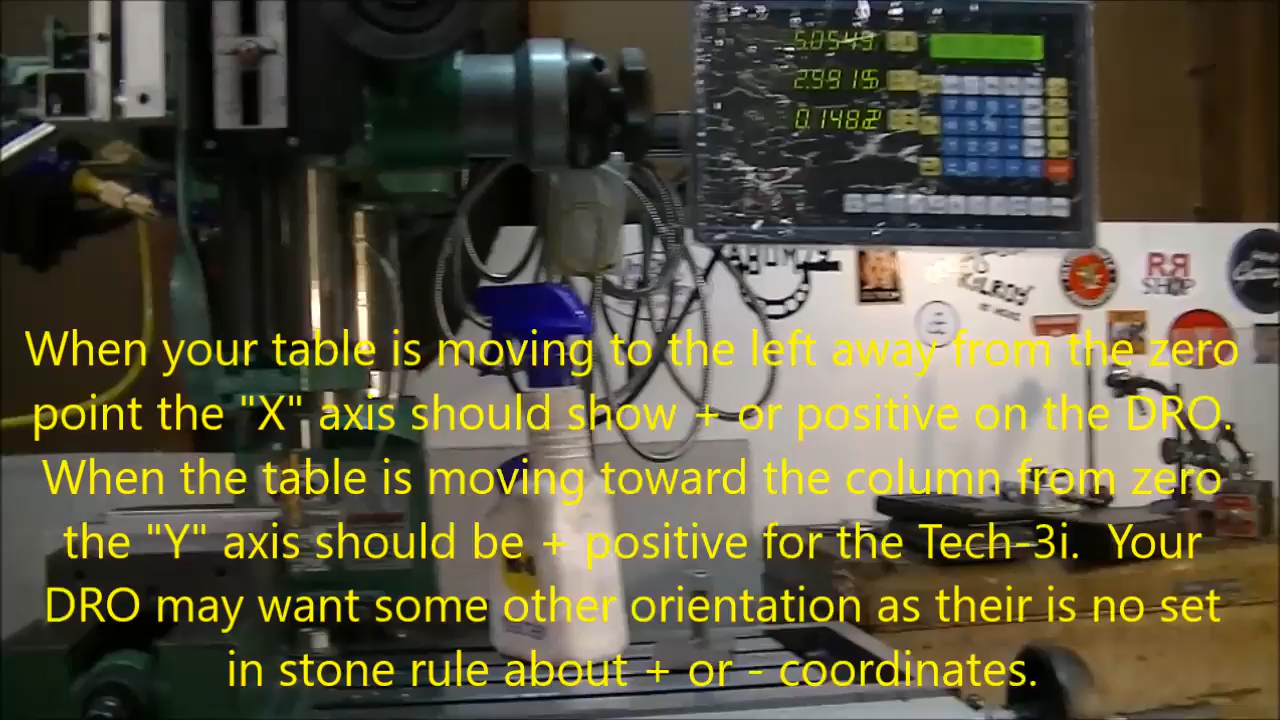 5.0549
2.9915
When your table is moving to the left away from the zero
point the "X" axis should show + or positive on the DRO.
When the table is moving toward the column from zero
the "Y" axis should be + positive for the Tech-3i. Your
DRO may want some other orientation as their is no set
in stone rule about + or - coordinates.
RR
SHOP
KILROY